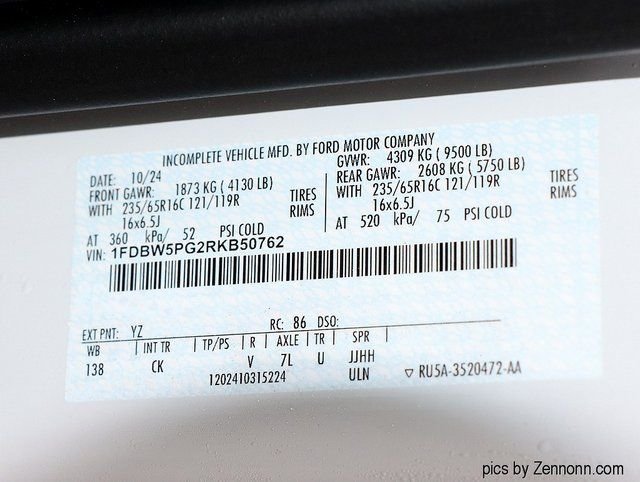 INCOMPLETE VEHICLE MFD. BY FORD MOTOR COMPANY
DATE: 10/24 GVWR: 4309 KG ( 9500 LB)
FRONT GAWR: 1873 KG ( 4130 LB) REAR GAWR: 2608 KG ( 5750 LB)
WITH 235/65R16C 121/119R TIRES WITH 235/65R16C 121/119R TIRES
16x6.5J RIMS 16x6.5J RIMS
AT 360 kPa/ 52 PSI COLD AT 520 kPa/ 75 PSI COLD
VIN: 1FDBW5PG2RKB50762
EXT PNT: YZ RC: 86 DSO:
WB | INT TR | TP/PS | R | AXLE | TR | SPR |
138 CK V 7L U JJHH
1202410315224 ULN ▽ RU5A-3520472-AA
pics by Zennonn.com